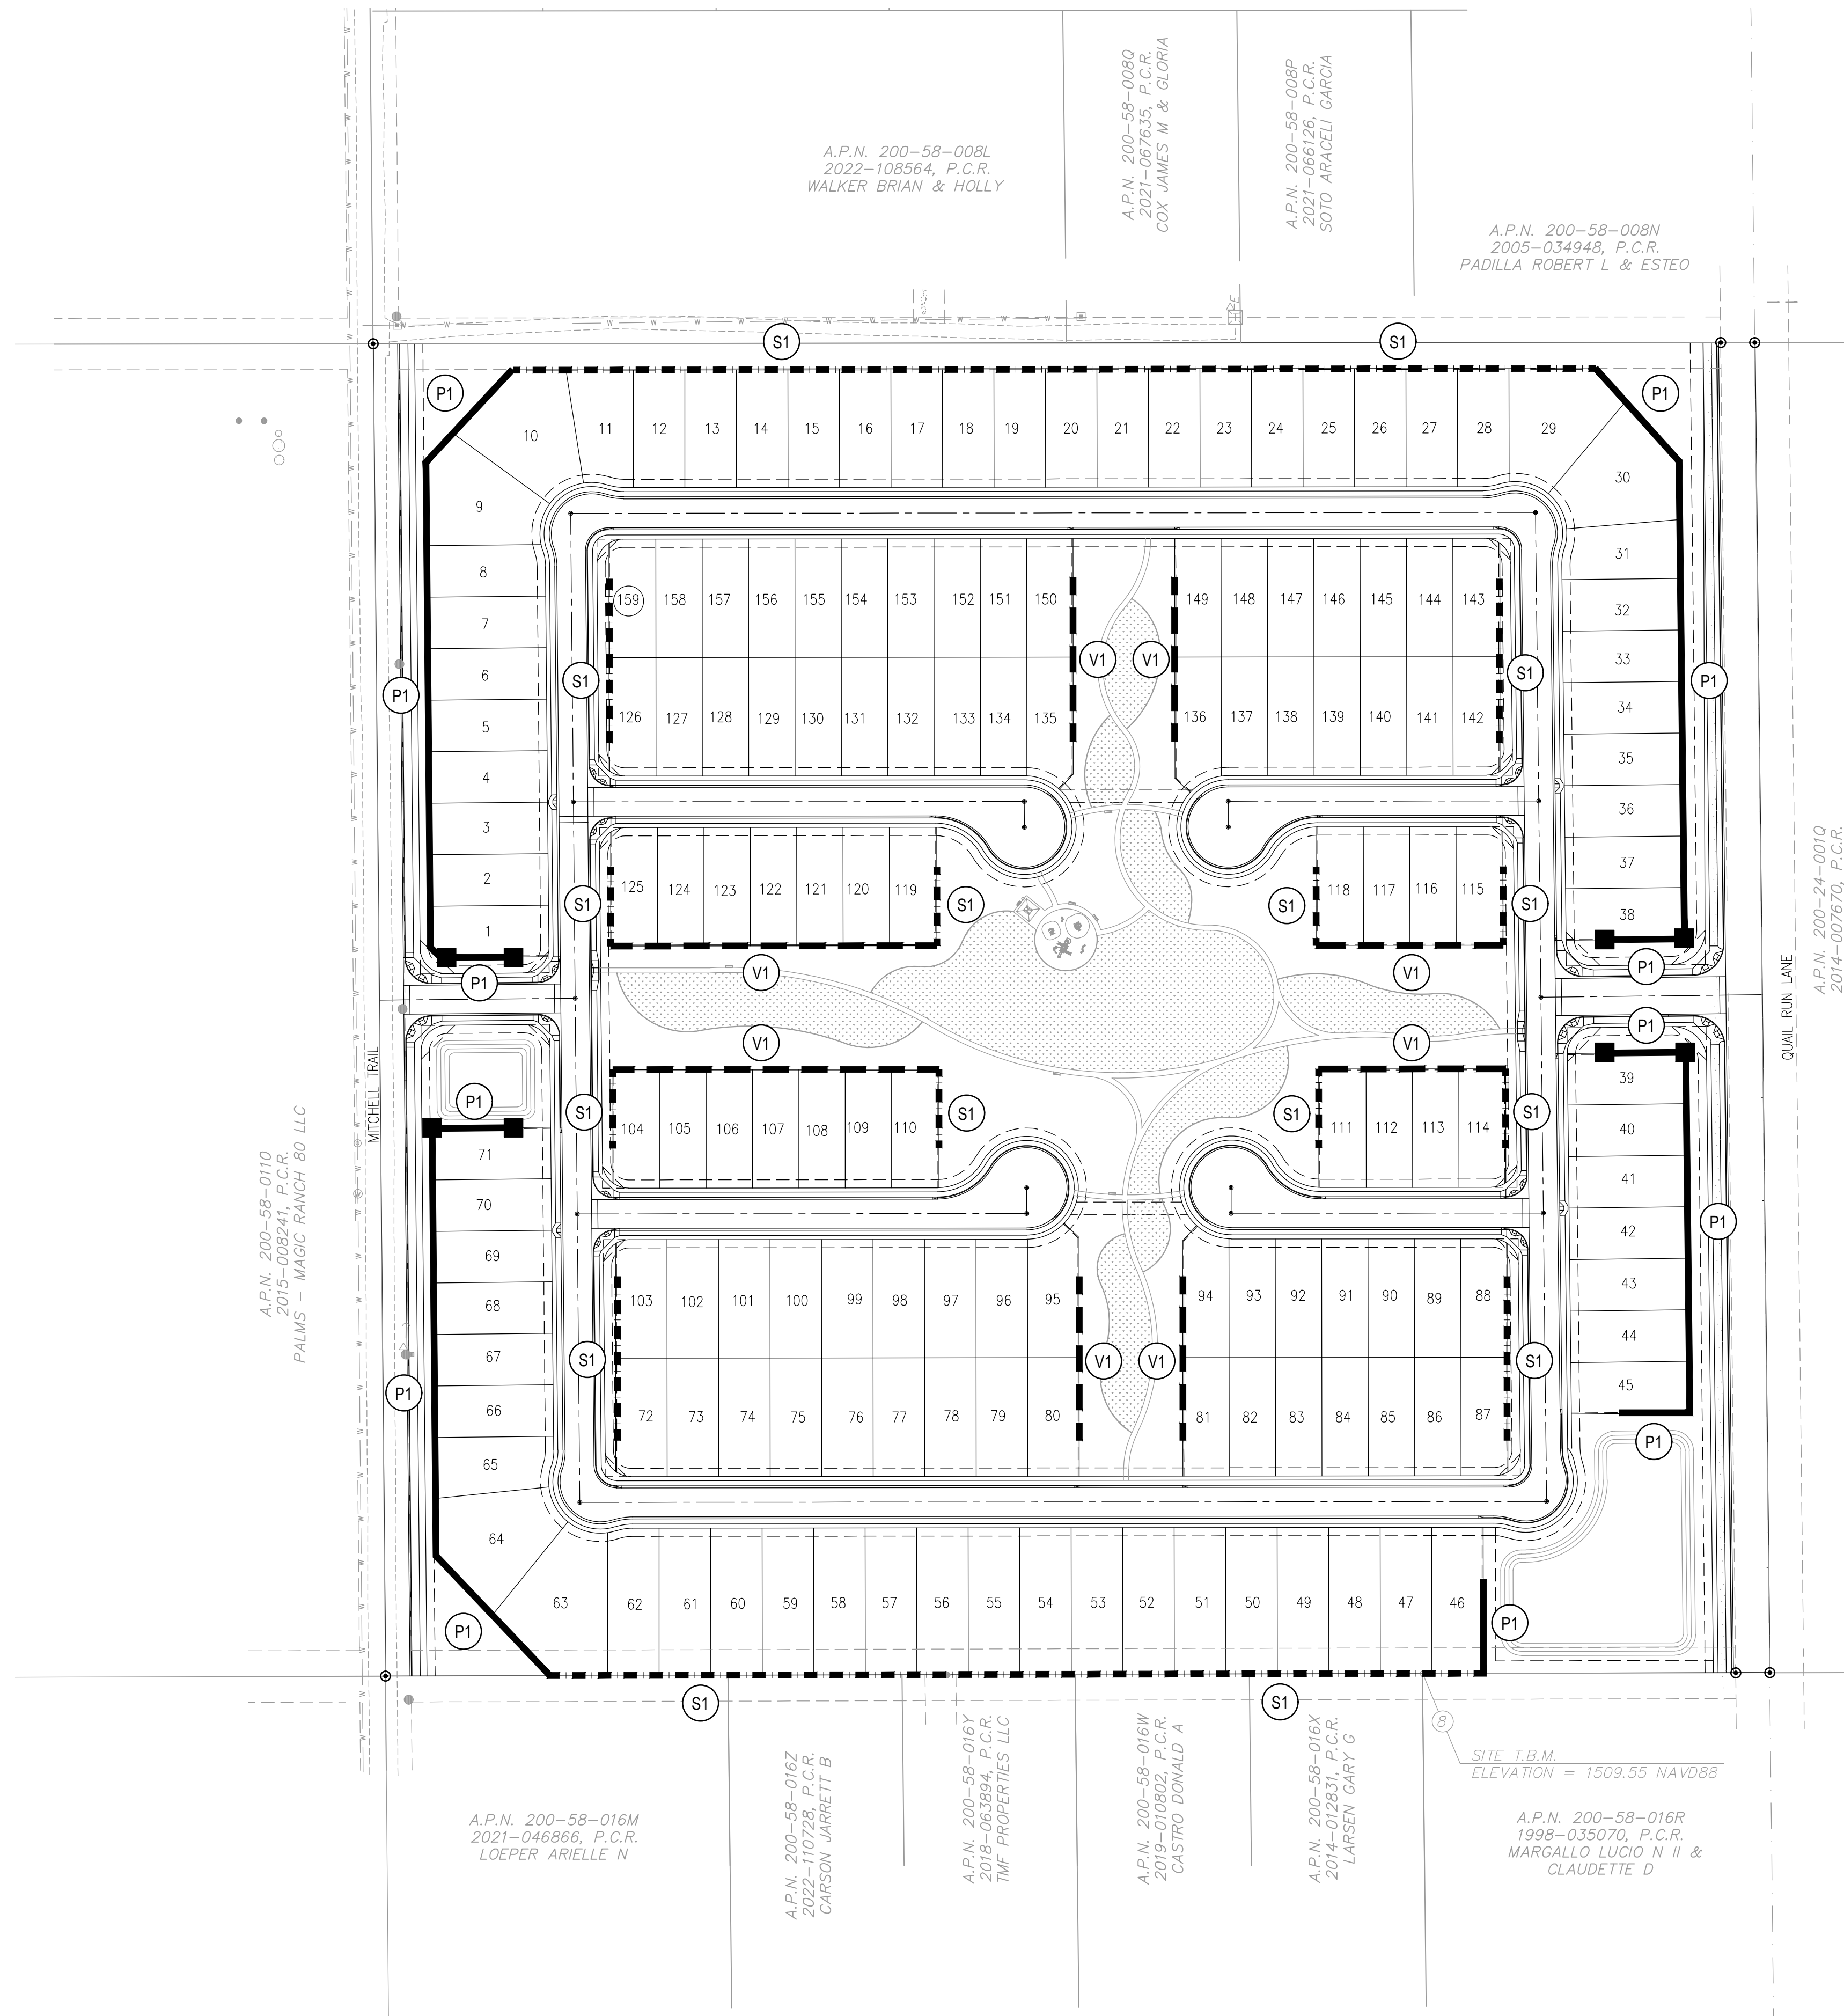 A.P.N. 200-58-008L
2022-108564, P.C.R.
WALKER BRIAN & HOLLY
A.P.N. 200-58-008Q
2021-067635, P.C.R.
COX JAMES M & GLORIA
A.P.N. 200-58-008P
2021-066126, P.C.R.
SOTO ARACELI GARCIA
A.P.N. 200-58-008N
2005-034948, P.C.R.
PADILLA ROBERT L & ESTEO
S1 S1
P1 P1
10 11 12 13 14 15 16 17 18 19 20 21 22 23 24 25 26 27 28 29
9 30
8 31
7 32
6 33
5 34
4 35
3 36
2 37
1 38
159 158 157 156 155 154 153 152 151 150 149 148 147 146 145 144 143
P1 S1 V1 V1 S1 P1
126 127 128 129 130 131 132 133 134 135 136 137 138 139 140 141 142
125 124 123 122 121 120 119 118 117 116 115
S1 S1 S1 S1
P1 V1 V1 P1
V1 V1 P1
MITCHELL TRAIL
QUAIL RUN LANE
A.P.N. 200-24-001Q
2014-007670, P.C.R.
A.P.N. 200-58-0110
2015-008241, P.C.R.
PALMS - MAGIC RANCH 80 LLC
P1 S1 S1 S1 S1
104 105 106 107 108 109 110 111 112 113 114
39
71 40
70 41
69 42
68 43
67 44
66 45
65
64
P1
103 102 101 100 99 98 97 96 95 94 93 92 91 90 89 88
P1 S1 V1 V1 S1
72 73 74 75 76 77 78 79 80 81 82 83 84 85 86 87
P1
63 62 61 60 59 58 57 56 55 54 53 52 51 50 49 48 47 46
P1 P1
S1 S1
8
SITE T.B.M.
ELEVATION = 1509.55 NAVD88
A.P.N. 200-58-016M
2021-046866, P.C.R.
LOEPER ARIELLE N
A.P.N. 200-58-016Z
2022-110728, P.C.R.
CARSON JARRETT B
A.P.N. 200-58-016Y
2018-063894, P.C.R.
TMF PROPERTIES LLC
A.P.N. 200-58-016W
2019-010802, P.C.R.
CASTRO DONALD A
A.P.N. 200-58-016X
2014-012831, P.C.R.
LARSEN GARY G
A.P.N. 200-58-016R
1998-035070, P.C.R.
MARGALLO LUCIO N II &
CLAUDETTE D